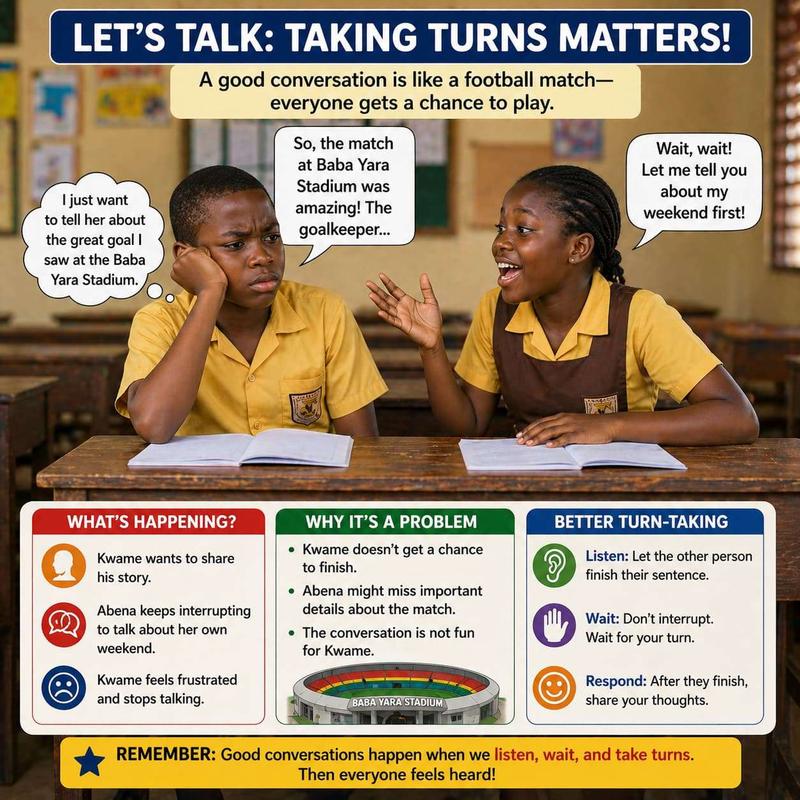 LET'S TALK: TAKING TURNS MATTERS!
A good conversation is like a football match—
everyone gets a chance to play.
I just want
to tell her about
the great goal I
saw at the Baba
Yara Stadium.
So, the match
at Baba Yara
Stadium was
amazing! The
goalkeeper...
Wait, wait!
Let me tell you
about my
weekend first!
WHAT'S HAPPENING?
Kwame wants to share
his story.
Abena keeps interrupting
to talk about her own
weekend.
Kwame feels frustrated
and stops talking.
WHY IT'S A PROBLEM
• Kwame doesn't get a chance
to finish.
• Abena might miss important
details about the match.
• The conversation is not fun
for Kwame.
BABA YARA STADIUM
BETTER TURN-TAKING
Listen: Let the other person
finish their sentence.
Wait: Don't interrupt.
Wait for your turn.
Respond: After they finish,
share your thoughts.
REMEMBER: Good conversations happen when we listen, wait, and take turns.
Then everyone feels heard!